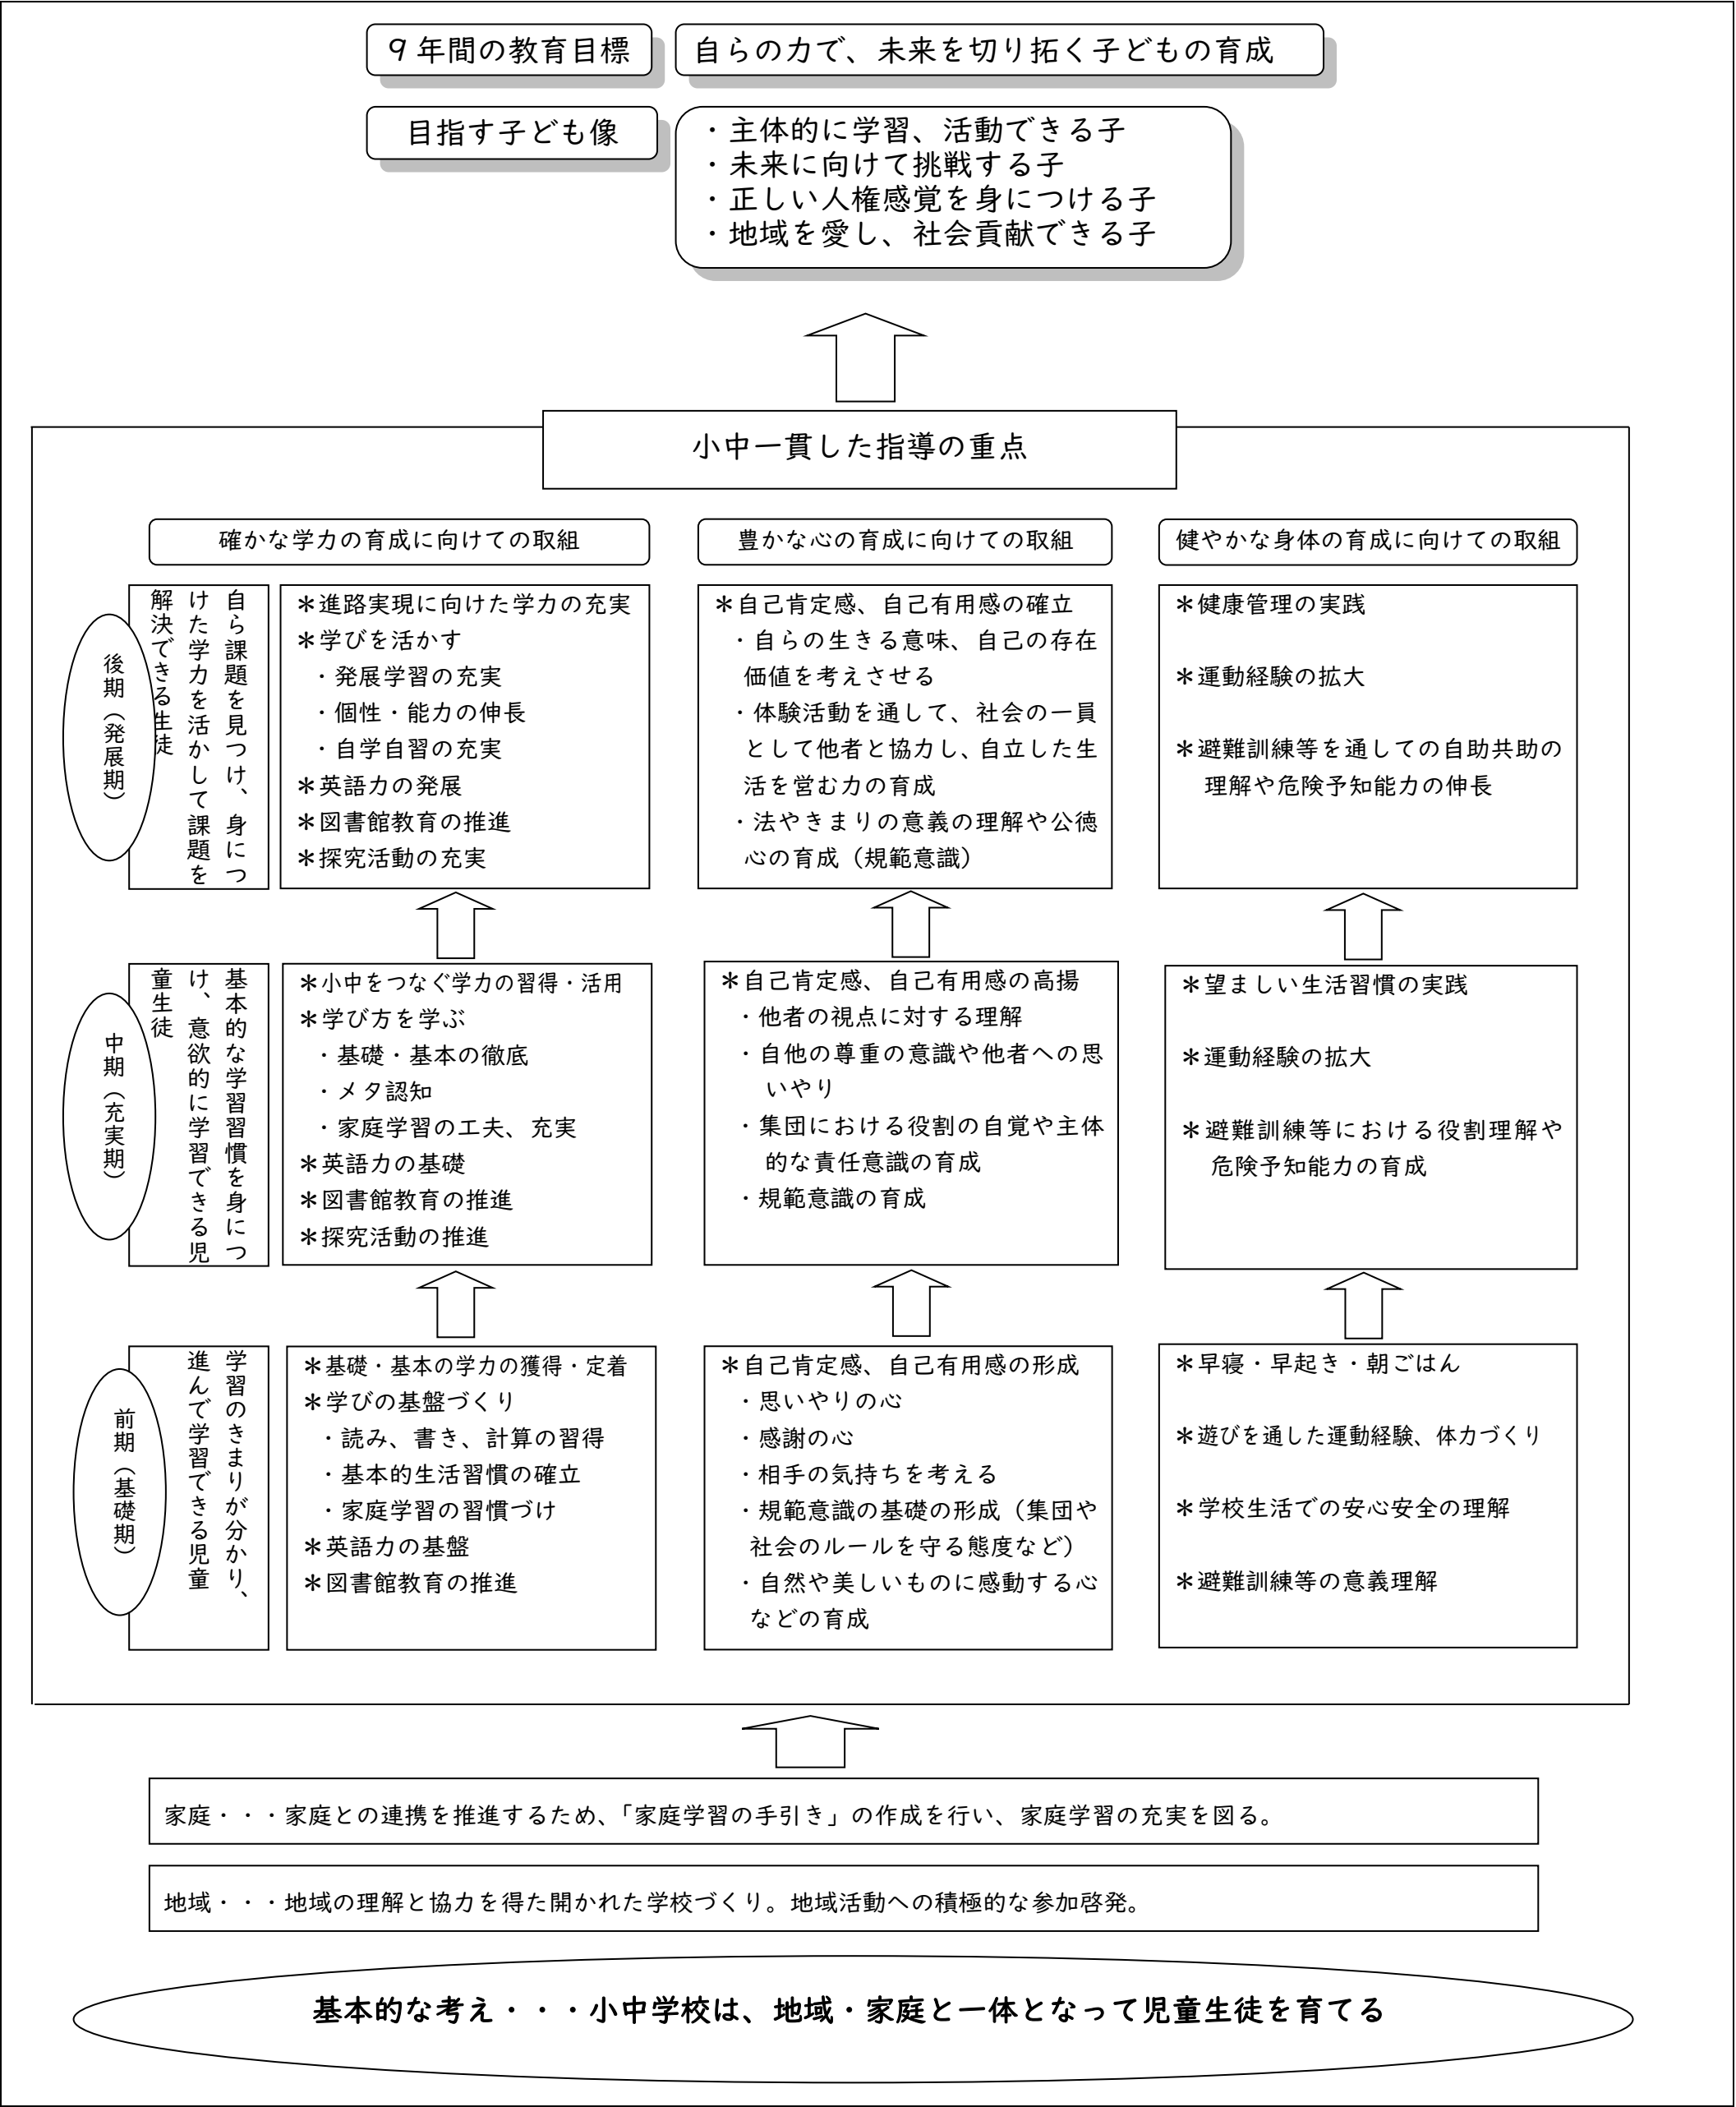 ９年間の教育目標
自らの力で、未来を切り拓く子どもの育成
目指す子ども像
・主体的に学習、活動できる子
・未来に向けて挑戦する子
・正しい人権感覚を身につける子
・地域を愛し、社会貢献できる子
小中一貫した指導の重点
確かな学力の育成に向けての取組
豊かな心の育成に向けての取組
健やかな身体の育成に向けての取組
後期（発展期）
自ら課題を見つけ、身につ
けた学力を活かして課題を
解決できる生徒
＊進路実現に向けた学力の充実
＊学びを活かす
・発展学習の充実
・個性・能力の伸長
・自学自習の充実
＊英語力の発展
＊図書館教育の推進
＊探究活動の充実
＊自己肯定感、自己有用感の確立
・自らの生きる意味、自己の存在
価値を考えさせる
・体験活動を通して、社会の一員
として他者と協力し、自立した生
活を営む力の育成
・法やきまりの意義の理解や公徳
心の育成（規範意識）
＊健康管理の実践
＊運動経験の拡大
＊避難訓練等を通しての自助共助の
理解や危険予知能力の伸長
中期（充実期）
基本的な学習習慣を身につ
け、意欲的に学習できる児
童生徒
＊小中をつなぐ学力の習得・活用
＊学び方を学ぶ
・基礎・基本の徹底
・メタ認知
・家庭学習の工夫、充実
＊英語力の基礎
＊図書館教育の推進
＊探究活動の推進
＊自己肯定感、自己有用感の高揚
・他者の視点に対する理解
・自他の尊重の意識や他者への思
いやり
・集団における役割の自覚や主体
的な責任意識の育成
・規範意識の育成
＊望ましい生活習慣の実践
＊運動経験の拡大
＊避難訓練等における役割理解や
危険予知能力の育成
前期（基礎期）
学習のきまりが分かり、
進んで学習できる児童
＊基礎・基本の学力の獲得・定着
＊学びの基盤づくり
・読み、書き、計算の習得
・基本的生活習慣の確立
・家庭学習の習慣づけ
＊英語力の基盤
＊図書館教育の推進
＊自己肯定感、自己有用感の形成
・思いやりの心
・感謝の心
・相手の気持ちを考える
・規範意識の基礎の形成（集団や
社会のルールを守る態度など）
・自然や美しいものに感動する心
などの育成
＊早寝・早起き・朝ごはん
＊遊びを通した運動経験、体力づくり
＊学校生活での安心安全の理解
＊避難訓練等の意義理解
家庭・・・家庭との連携を推進するため、「家庭学習の手引き」の作成を行い、家庭学習の充実を図る。
地域・・・地域の理解と協力を得た開かれた学校づくり。地域活動への積極的な参加啓発。
基本的な考え・・・小中学校は、地域・家庭と一体となって児童生徒を育てる